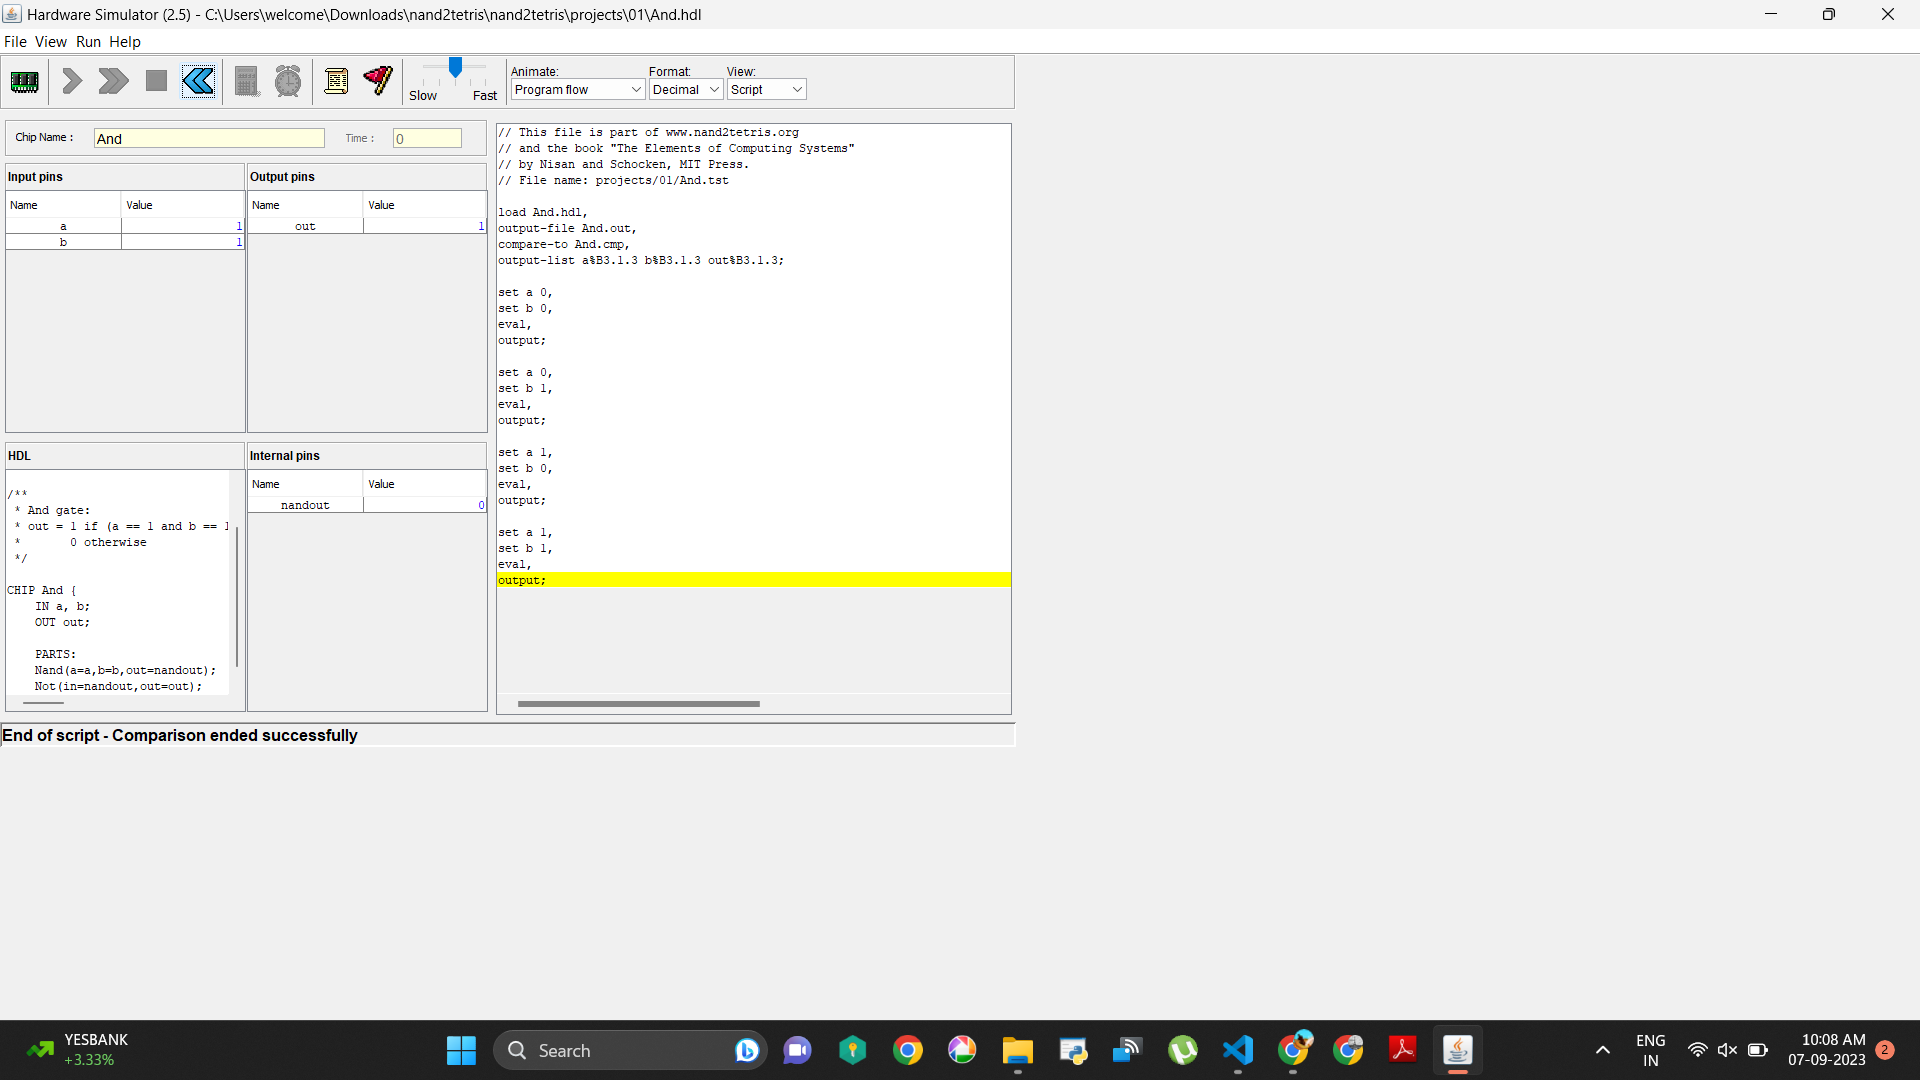 Hardware Simulator (2.5) - C:\Users\welcome\Downloads\nand2tetris\nand2tetris\projects\01\And.hdl
File View Run Help
Slow Fast
Animate:
Program flow
Format:
Decimal
View:
Script
Chip Name : And Time : 0
Input pins
Name Value
a 1
b 1
Output pins
Name Value
out 1
HDL
/**
* And gate:
* out = 1 if (a == 1 and b == 1
* 0 otherwise
*/
CHIP And {
IN a, b;
OUT out;
PARTS:
Nand(a=a,b=b,out=nandout);
Not(in=nandout,out=out);
Internal pins
Name Value
nandout 0
// This file is part of www.nand2tetris.org
// and the book "The Elements of Computing Systems"
// by Nisan and Schocken, MIT Press.
// File name: projects/01/And.tst
load And.hdl,
output-file And.out,
compare-to And.cmp,
output-list a%B3.1.3 b%B3.1.3 out%B3.1.3;
set a 0,
set b 0,
eval,
output;
set a 0,
set b 1,
eval,
output;
set a 1,
set b 0,
eval,
output;
set a 1,
set b 1,
eval,
output;
End of script - Comparison ended successfully
YESBANK
+3.33%
Search
ENG
IN
10:08 AM
07-09-2023
2